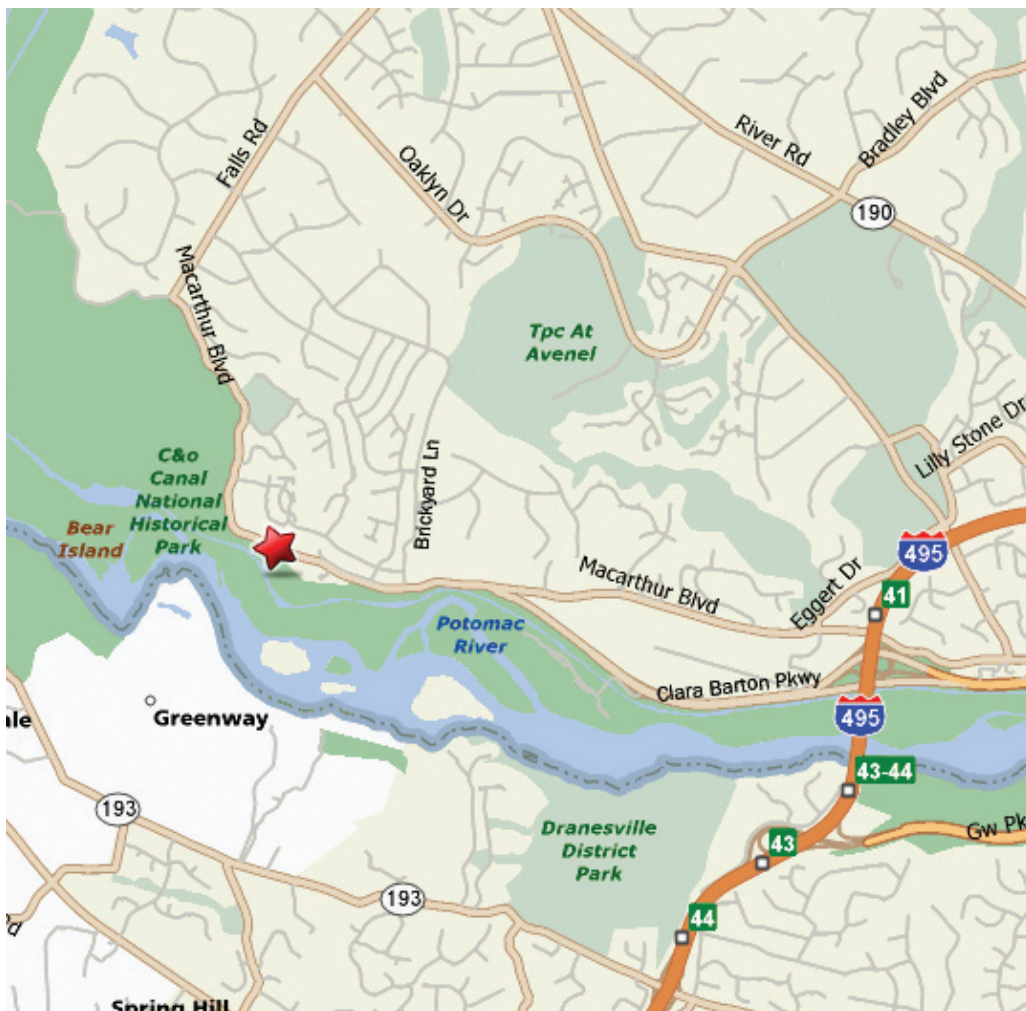 Falls Rd
Oaklyn Dr
River Rd
Bradley Blvd
190
Macarthur Blvd
Tpc At
Avenel
Lilly Stone Dr
C&o
Canal
National
Historical
Park
Bear
Island
Brickyard Ln
495
Macarthur Blvd
Eggert Dr
41
Potomac
River
Clara Barton Pkwy
495
ale
Greenway
43-44
193
Dranesville
District
Park
43
Gw Pk
193
44
Rd
Spring Hill